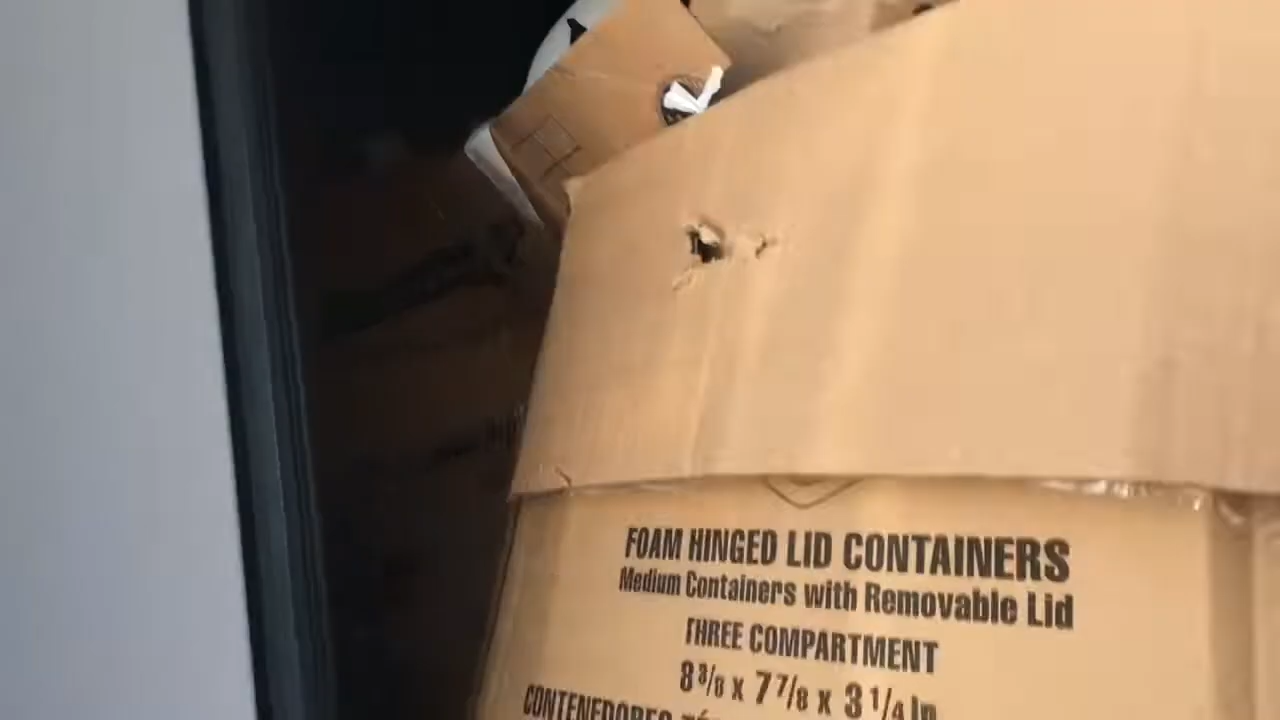 FOAM HINGED LID CONTAINERS
Medium Containers with Removable Lid
THREE COMPARTMENT
8 3/8 x 7 7/8 x 3 1/4 In
CONTENEDORES